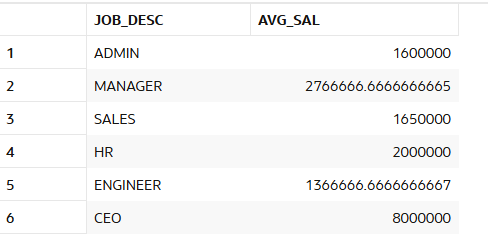 JOB_DESC AVG_SAL
1 ADMIN 1600000
2 MANAGER 2766666.6666666665
3 SALES 1650000
4 HR 2000000
5 ENGINEER 1366666.6666666667
6 CEO 8000000